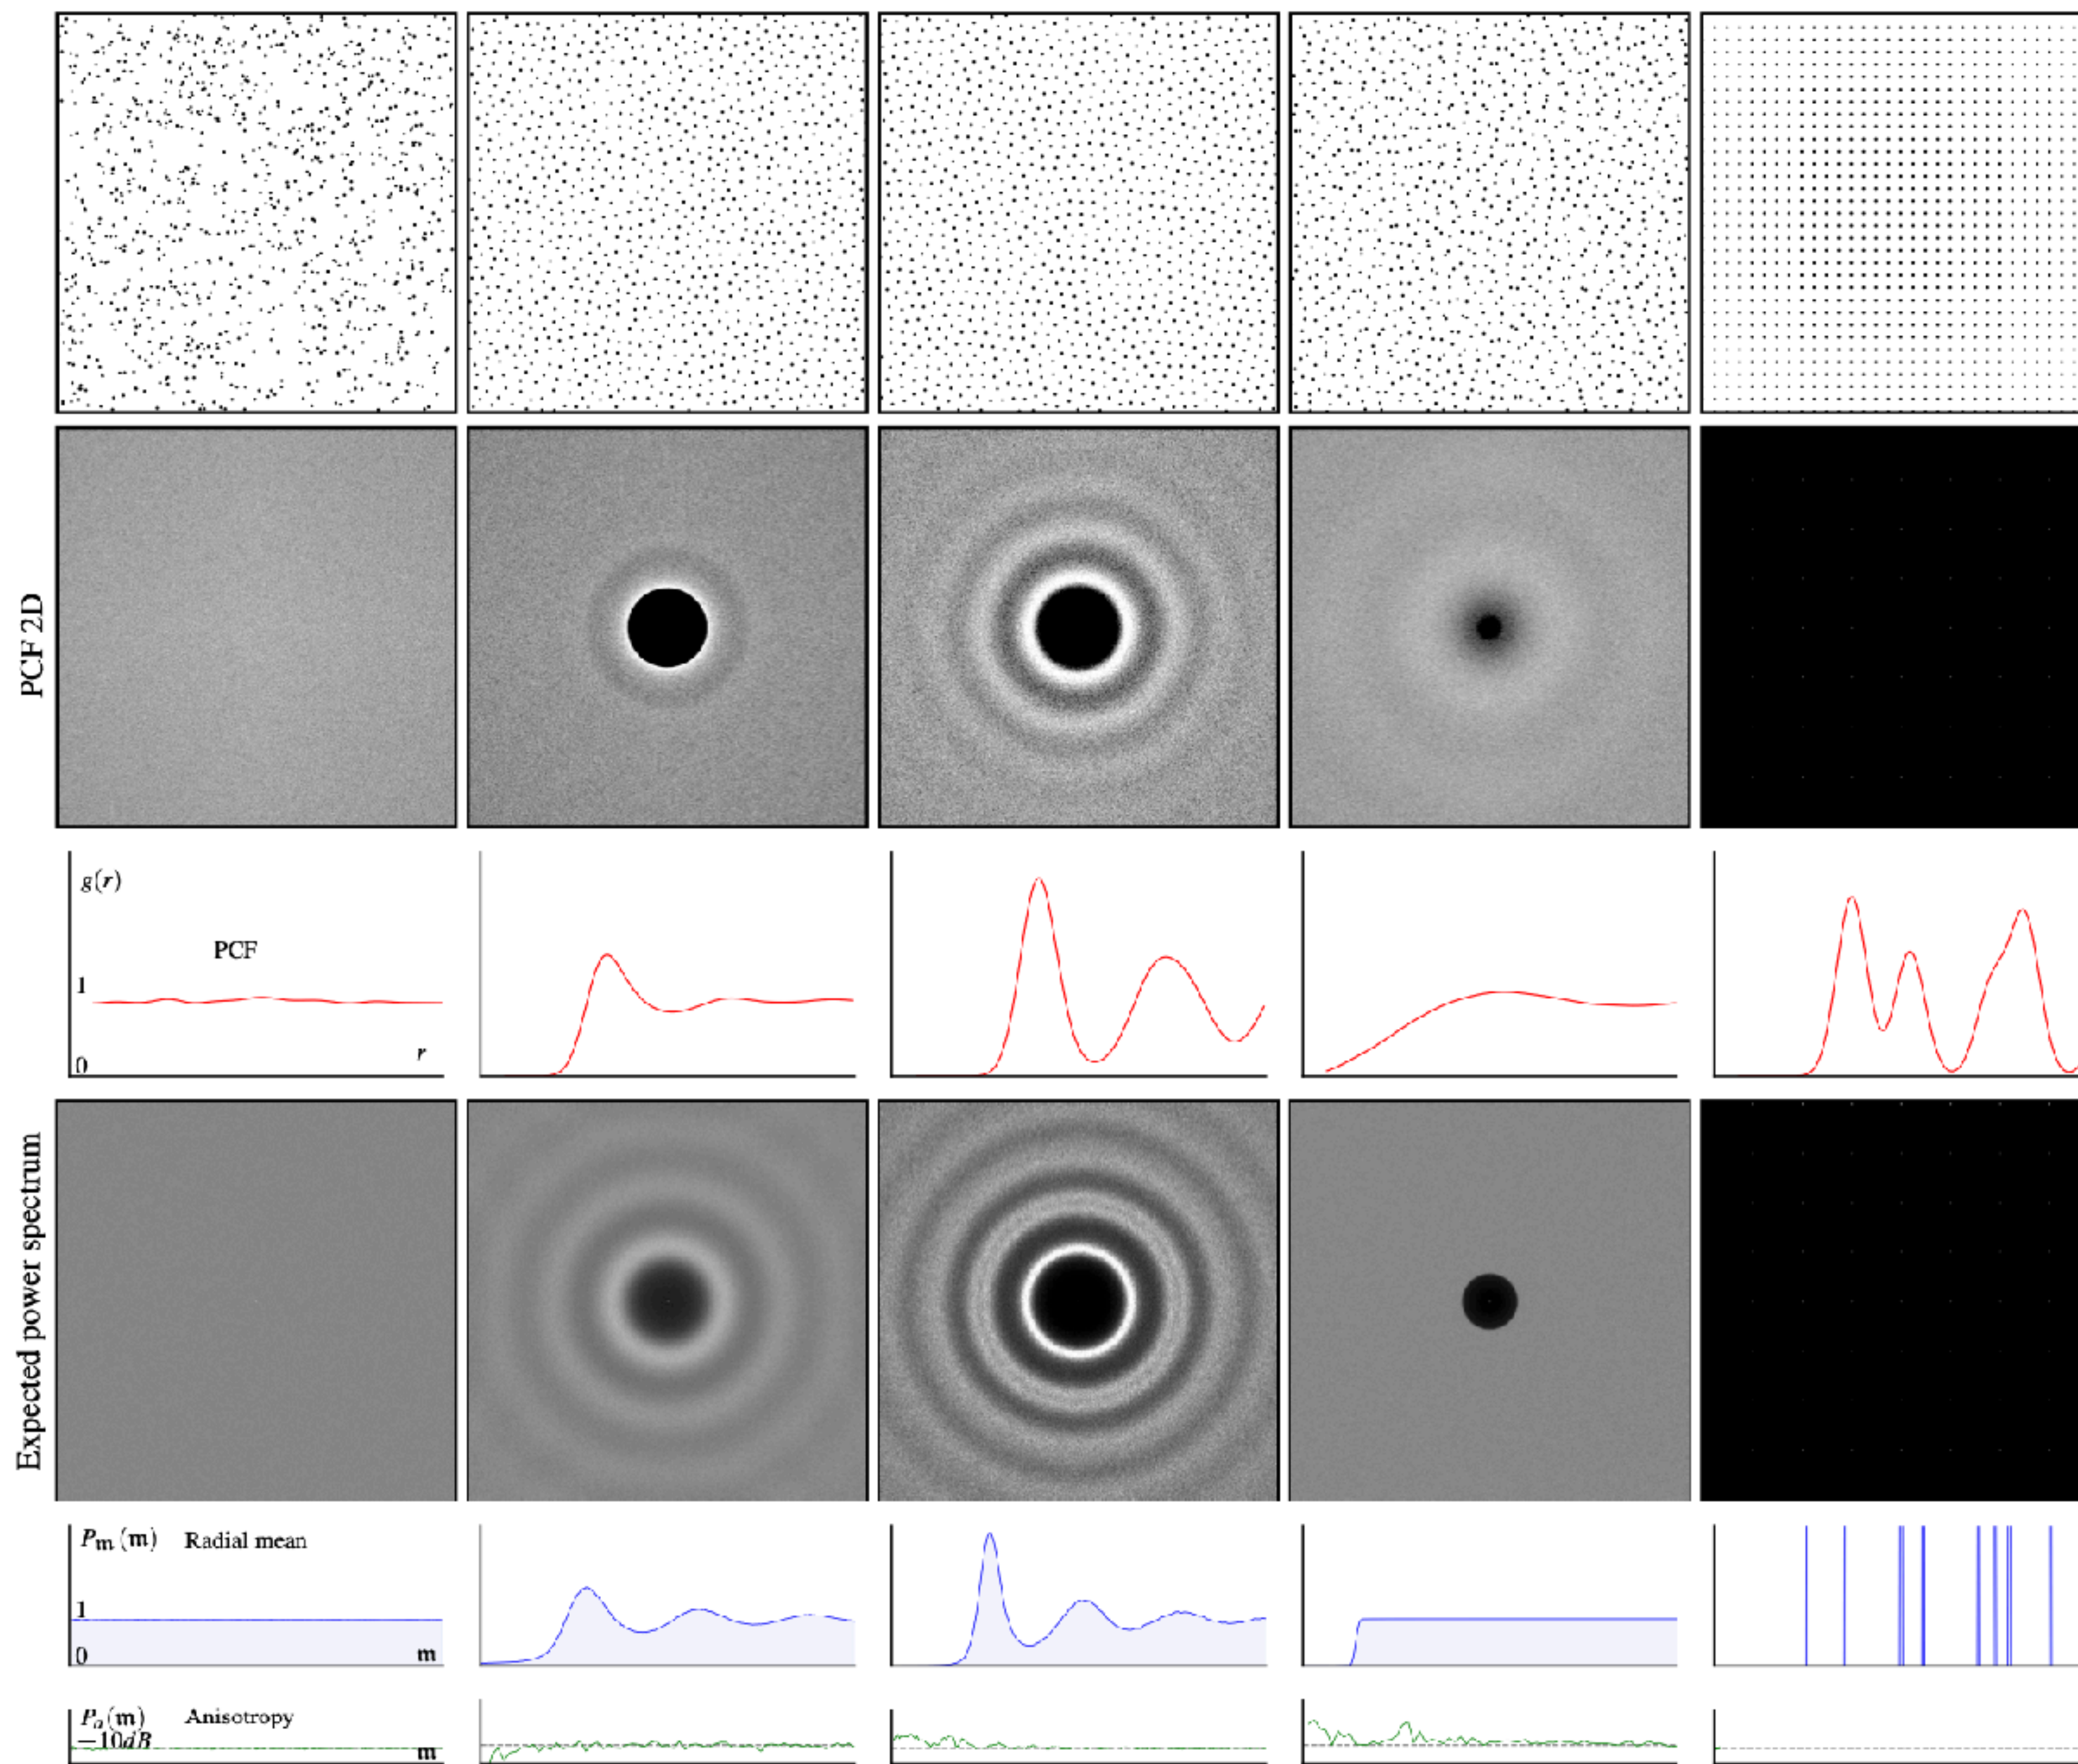 PCF 2D
g(r)
PCF
1
r
0
Expected power spectrum
Pm (m) Radial mean
1
0
m
Pa(m) Anisotropy
−10dB
m